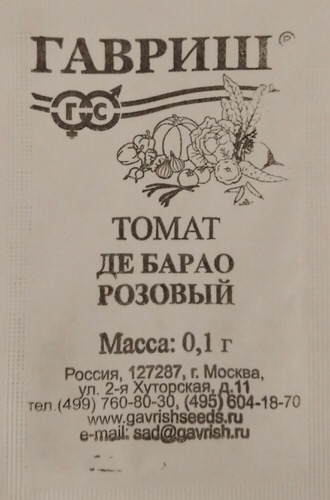 ГАВРИШ
Г С
ТОМАТ
ДЕ БАРАО
РОЗОВЫЙ
Масса: 0,1 г
Россия, 127287, г. Москва,
ул. 2-я Хуторская, д.11
тел.(499) 760-80-30, (495) 604-18-70
www.gavrishseeds.ru
e-mail: sad@gavrish.ru